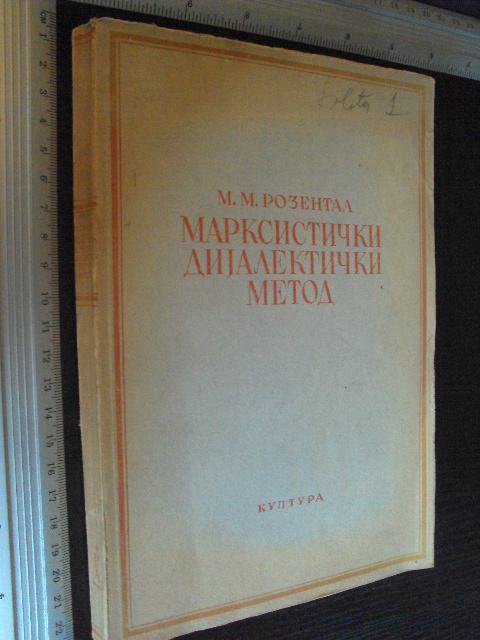 М. М. РОЗЕНТАЛ
МАРКСИСТИЧКИ
ДИЈАЛЕКТИЧКИ
МЕТОД
КУЛТУРА